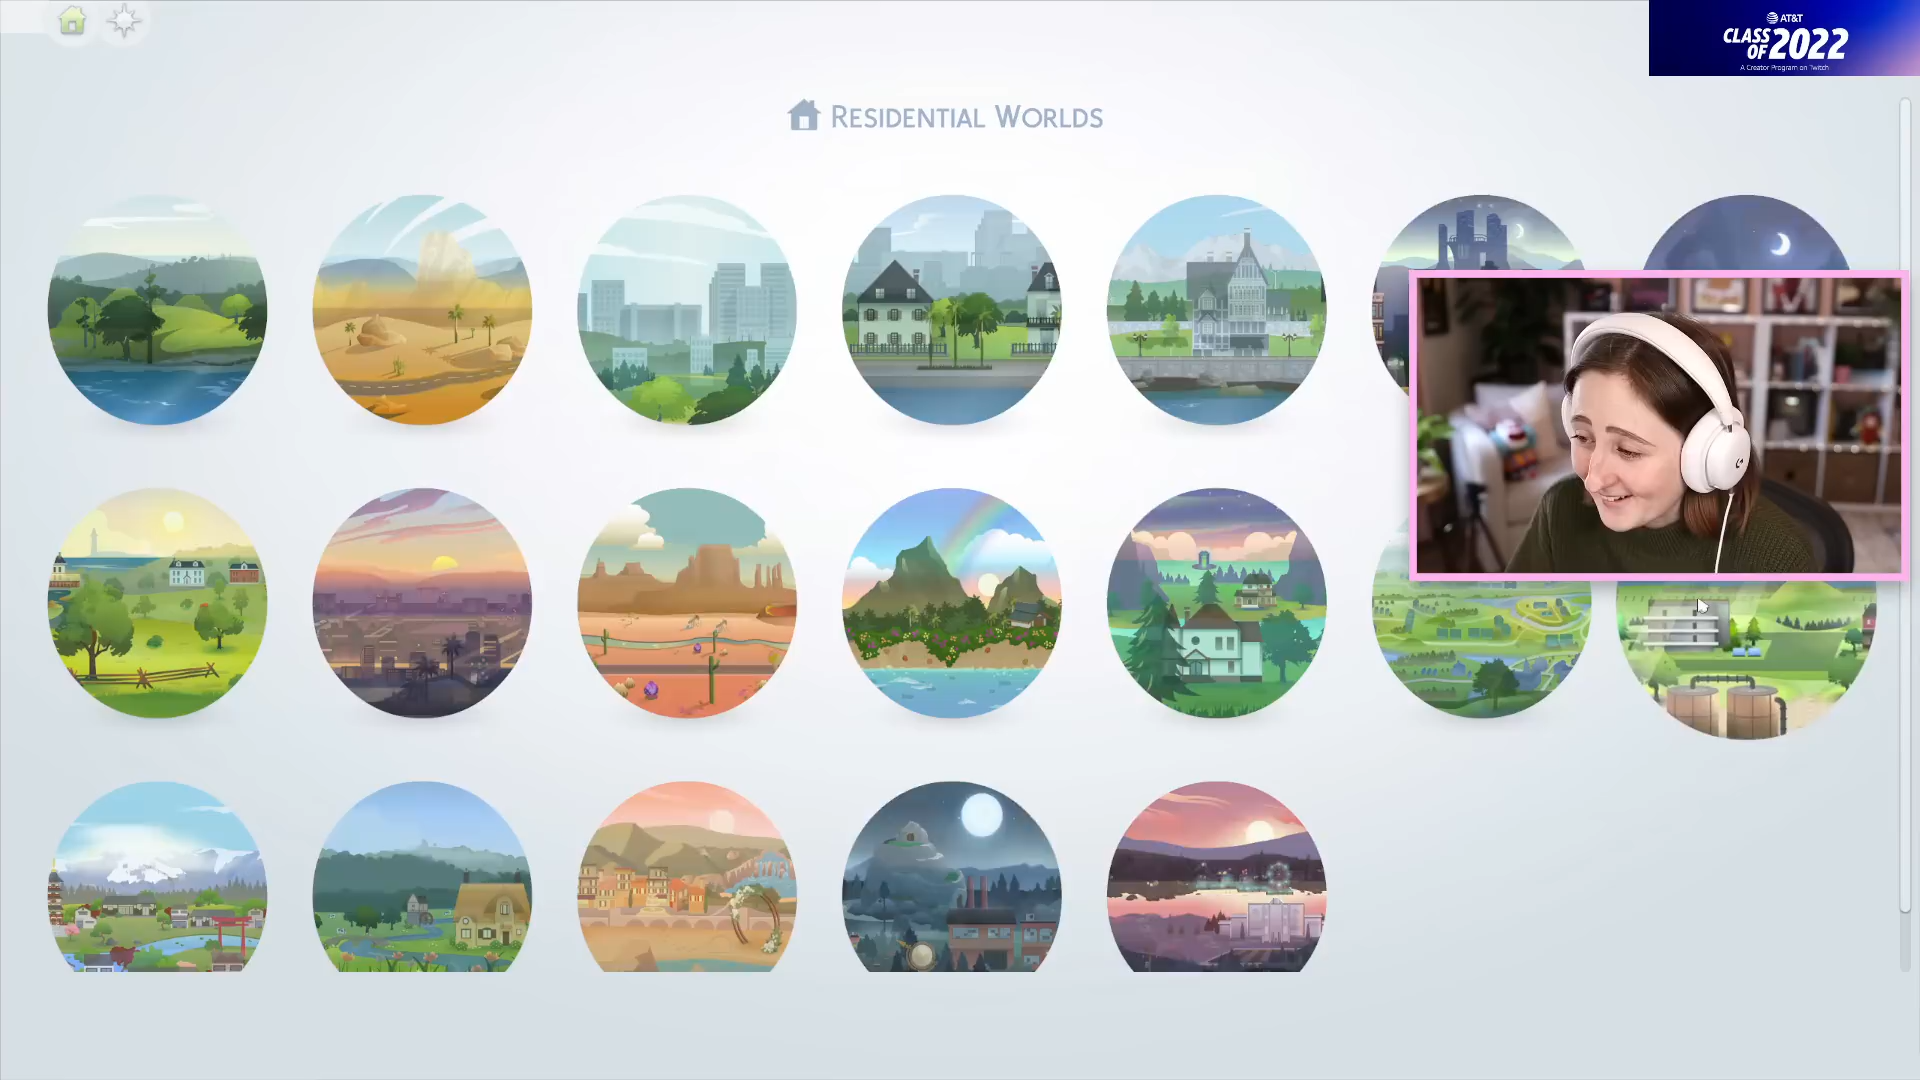 AT&T
CLASS
OF 2022
A Creator Program on Twitch
RESIDENTIAL WORLDS